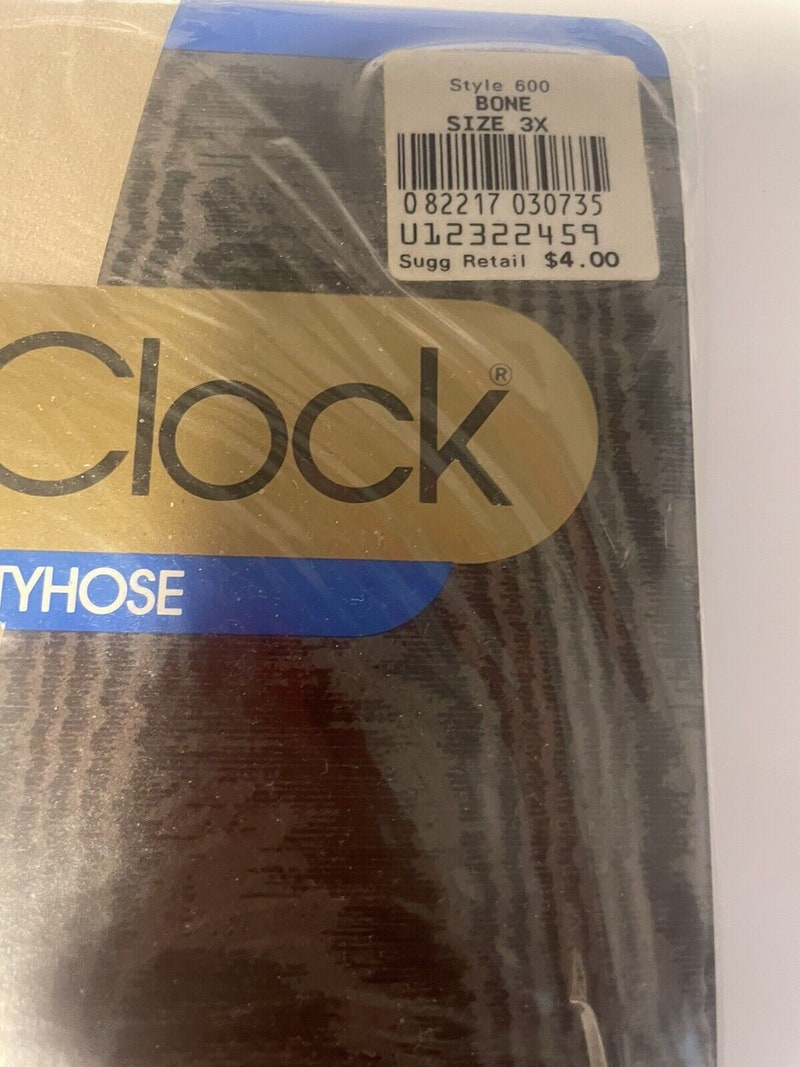 Style 600
BONE
SIZE 3X
0 82217 030735
U12322459
Sugg Retail $4.00
Clock®
TYHOSE